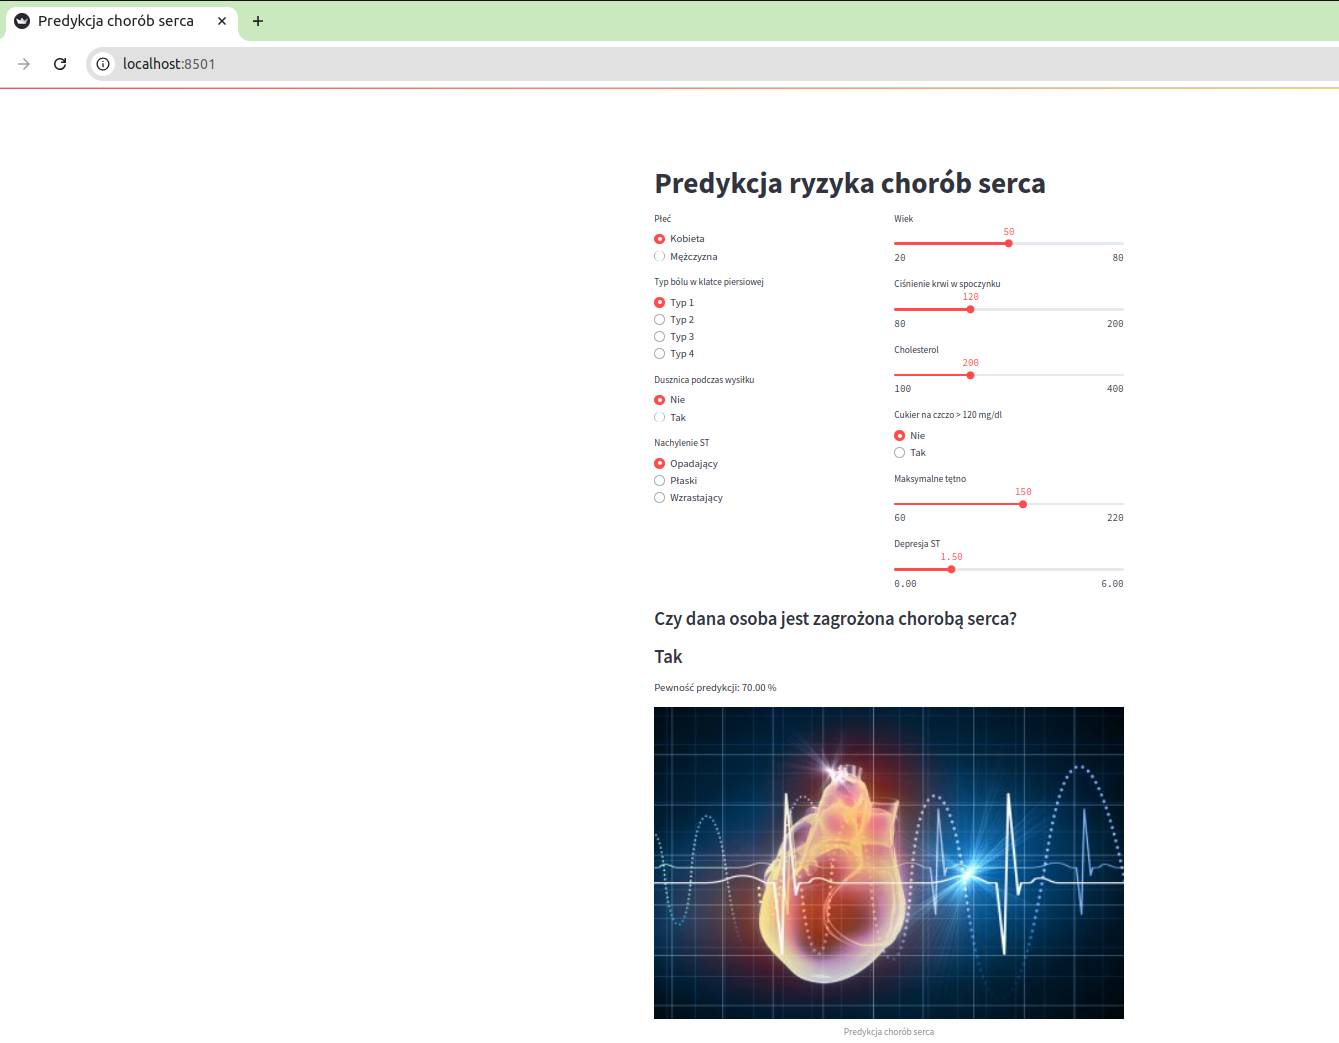 Predykcja chorób serca
localhost:8501
Predykcja ryzyka chorób serca
Płeć
Kobieta
Mężczyzna
Typ bólu w klatce piersiowej
Typ 1
Typ 2
Typ 3
Typ 4
Dusznica podczas wysiłku
Nie
Tak
Nachylenie ST
Opadający
Płaski
Wzrastający
Wiek
50
20 80
Ciśnienie krwi w spoczynku
120
80 200
Cholesterol
200
100 400
Cukier na czczo > 120 mg/dl
Nie
Tak
Maksymalne tętno
150
60 220
Depresja ST
1.50
0.00 6.00
Czy dana osoba jest zagrożona chorobą serca?
Tak
Pewność predykcji: 70.00 %
Predykcja chorób serca